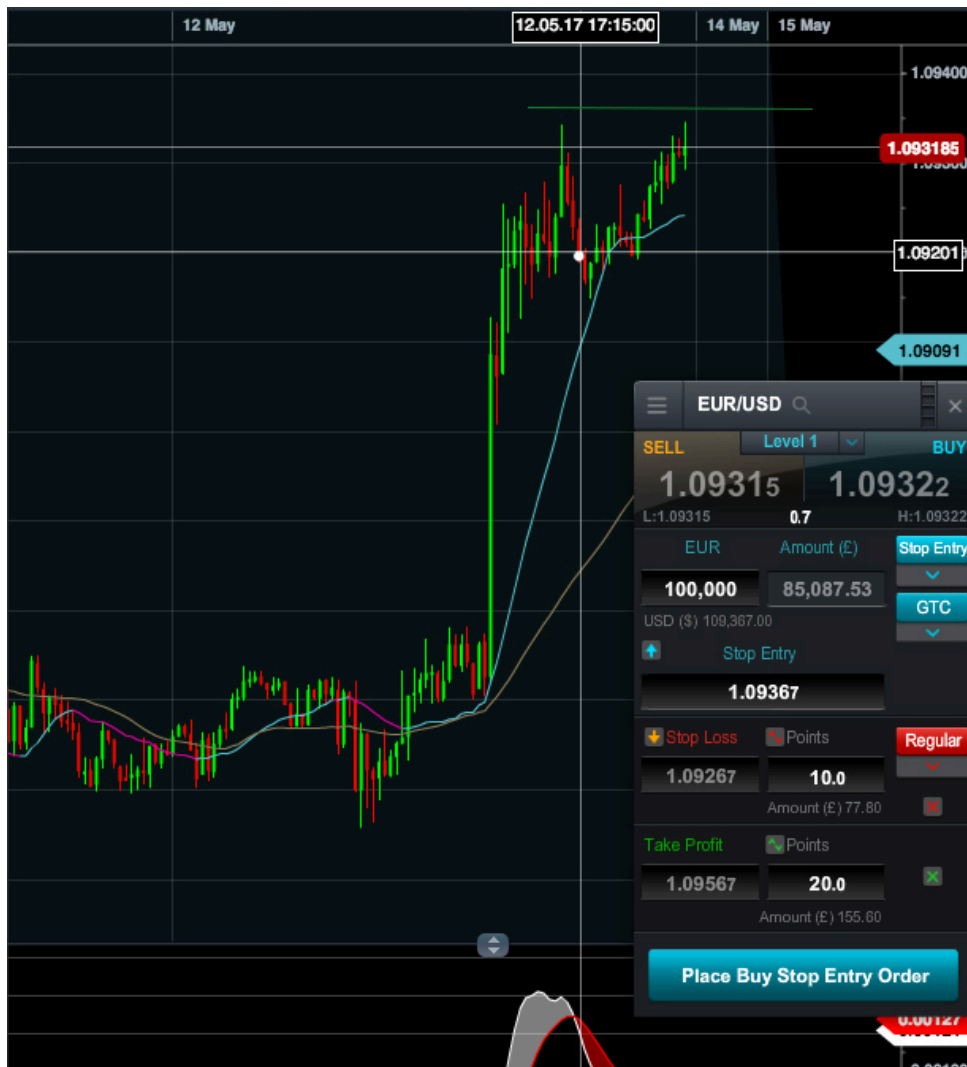 12 May
12.05.17 17:15:00
14 May
15 May
1.09400
1.093185
1.09300
1.09201
1.09091
EUR/USD
SELL
Level 1
BUY
1.09315
1.09322
L:1.09315
0.7
H:1.09322
EUR
Amount (£)
Stop Entry
100,000
85,087.53
GTC
USD ($) 109,367.00
Stop Entry
1.09367
Stop Loss
Points
Regular
1.09267
10.0
Amount (£) 77.80
Take Profit
Points
1.09567
20.0
Amount (£) 155.60
Place Buy Stop Entry Order
0.00127